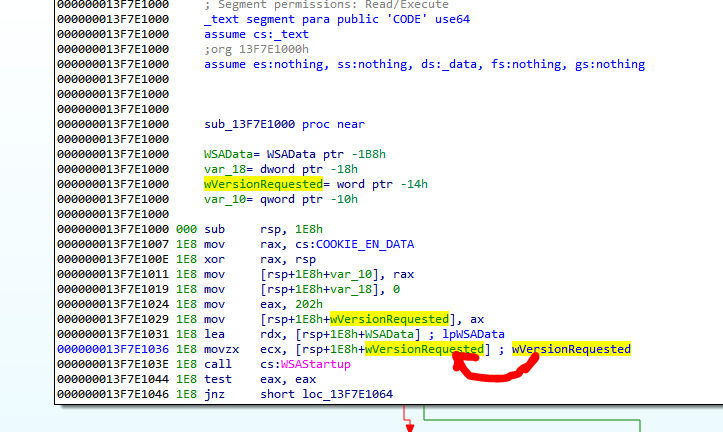 000000013F7E1000 ; Segment permissions: Read/Execute
000000013F7E1000 _text segment para public 'CODE' use64
000000013F7E1000 assume cs:_text
000000013F7E1000 ;org 13F7E1000h
000000013F7E1000 assume es:nothing, ss:nothing, ds:_data, fs:nothing, gs:nothing
000000013F7E1000
000000013F7E1000
000000013F7E1000
000000013F7E1000 sub_13F7E1000 proc near
000000013F7E1000
000000013F7E1000 WSAData= WSAData ptr -1B8h
000000013F7E1000 var_18= dword ptr -18h
000000013F7E1000 wVersionRequested= word ptr -14h
000000013F7E1000 var_10= qword ptr -10h
000000013F7E1000
000000013F7E1000 000 sub rsp, 1E8h
000000013F7E1007 1E8 mov rax, cs:COOKIE_EN_DATA
000000013F7E100E 1E8 xor rax, rsp
000000013F7E1011 1E8 mov [rsp+1E8h+var_10], rax
000000013F7E1019 1E8 mov [rsp+1E8h+var_18], 0
000000013F7E1024 1E8 mov eax, 202h
000000013F7E1029 1E8 mov [rsp+1E8h+wVersionRequested], ax
000000013F7E1031 1E8 lea rdx, [rsp+1E8h+WSAData] ; lpWSAData
000000013F7E1036 1E8 movzx ecx, [rsp+1E8h+wVersionRequested] ; wVersionRequested
000000013F7E103E 1E8 call cs:WSAStartup
000000013F7E1044 1E8 test eax, eax
000000013F7E1046 1E8 jnz short loc_13F7E1064